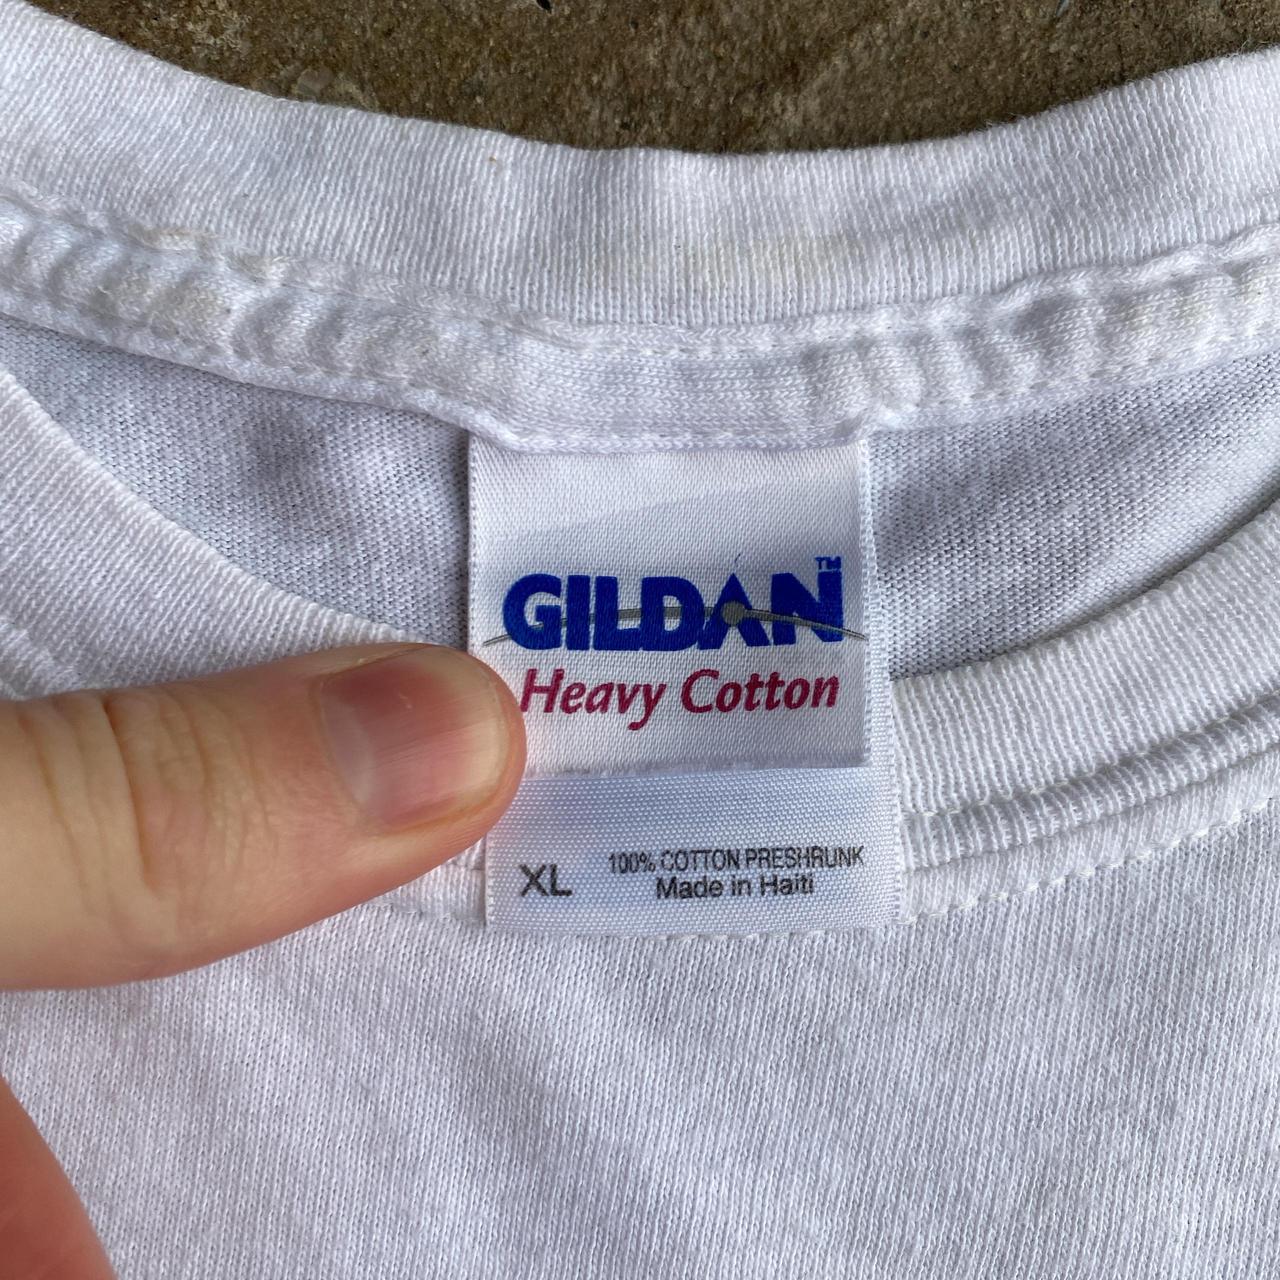 GILDAN™
Heavy Cotton
XL 100% COTTON PRESHRUNK
Made in Haiti